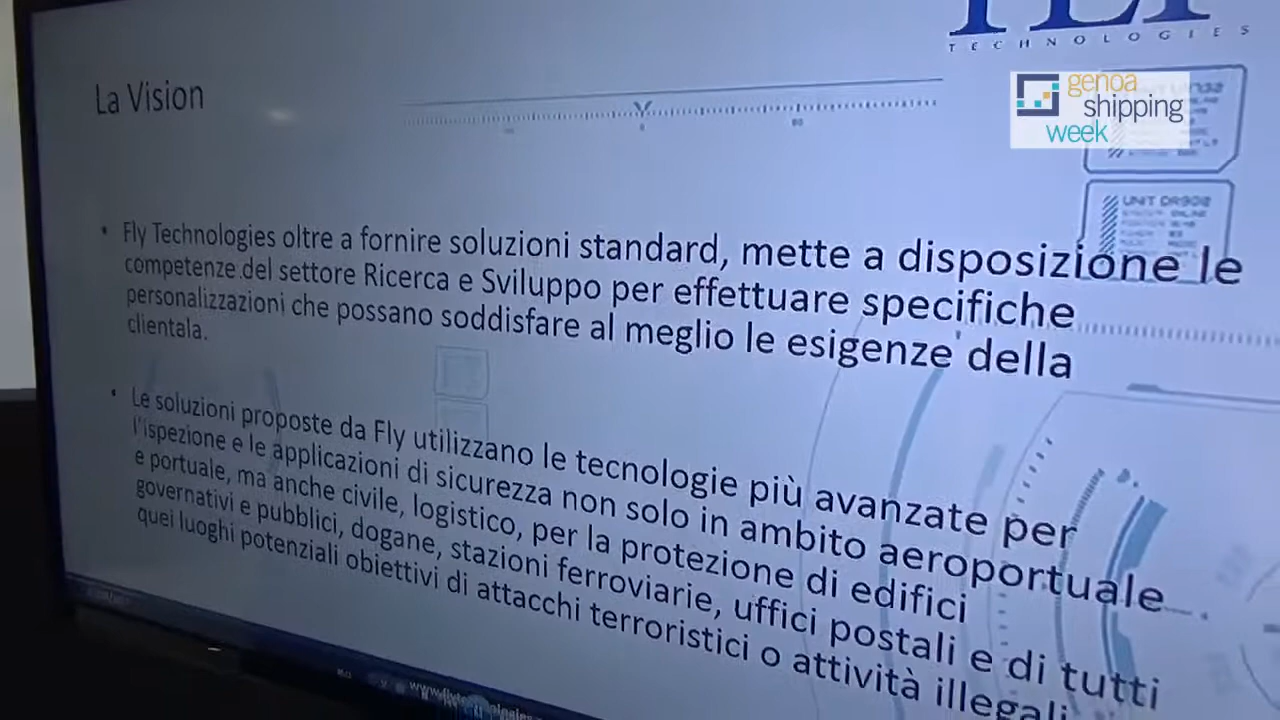 FLY
TECHNOLOGIES
genoa
shipping
week
La Vision
UNIT DR902
• Fly Technologies oltre a fornire soluzioni standard, mette a disposizione le
competenze del settore Ricerca e Sviluppo per effettuare specifiche
personalizzazioni che possano soddisfare al meglio le esigenze della
clientala.
• Le soluzioni proposte da Fly utilizzano le tecnologie più avanzate per
l'ispezione e le applicazioni di sicurezza non solo in ambito aeroportuale
e portuale, ma anche civile, logistico, per la protezione di edifici
governativi e pubblici, dogane, stazioni ferroviarie, uffici postali e di tutti
quei luoghi potenziali obiettivi di attacchi terroristici o attività illegali